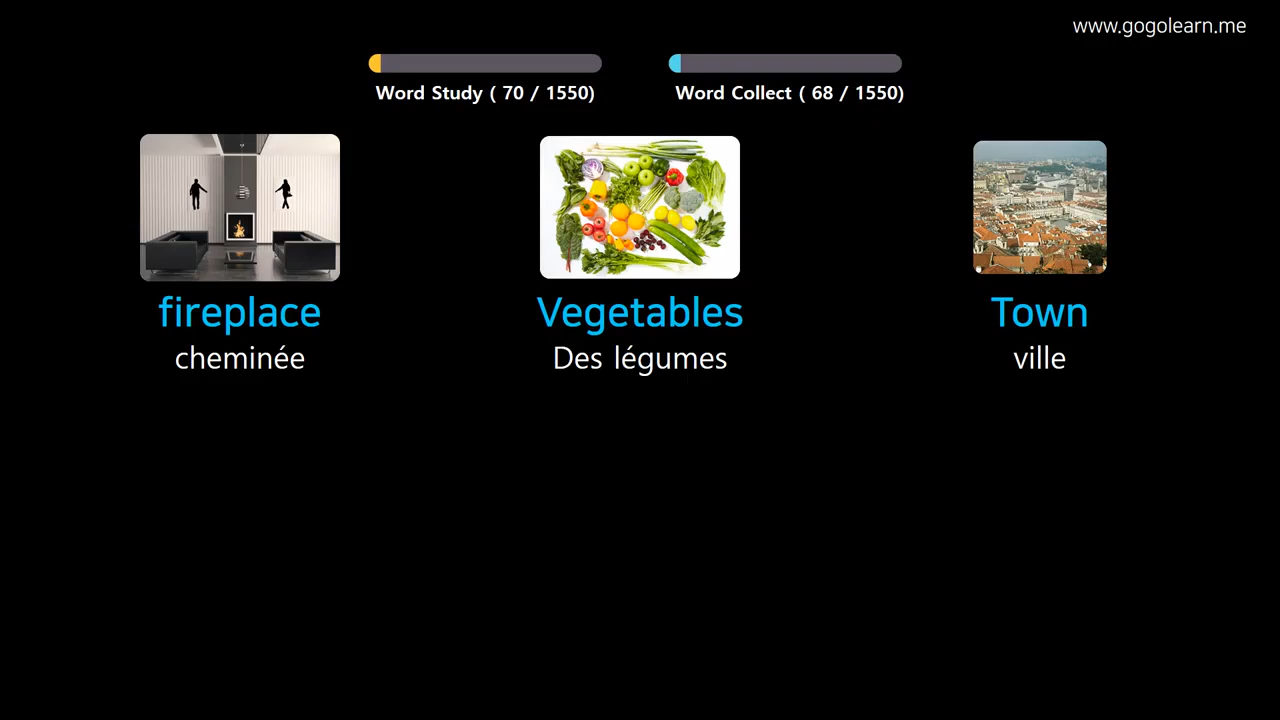 www.gogolearn.me
Word Study ( 70 / 1550)
Word Collect ( 68 / 1550)
fireplace
cheminée
Vegetables
Des légumes
Town
ville